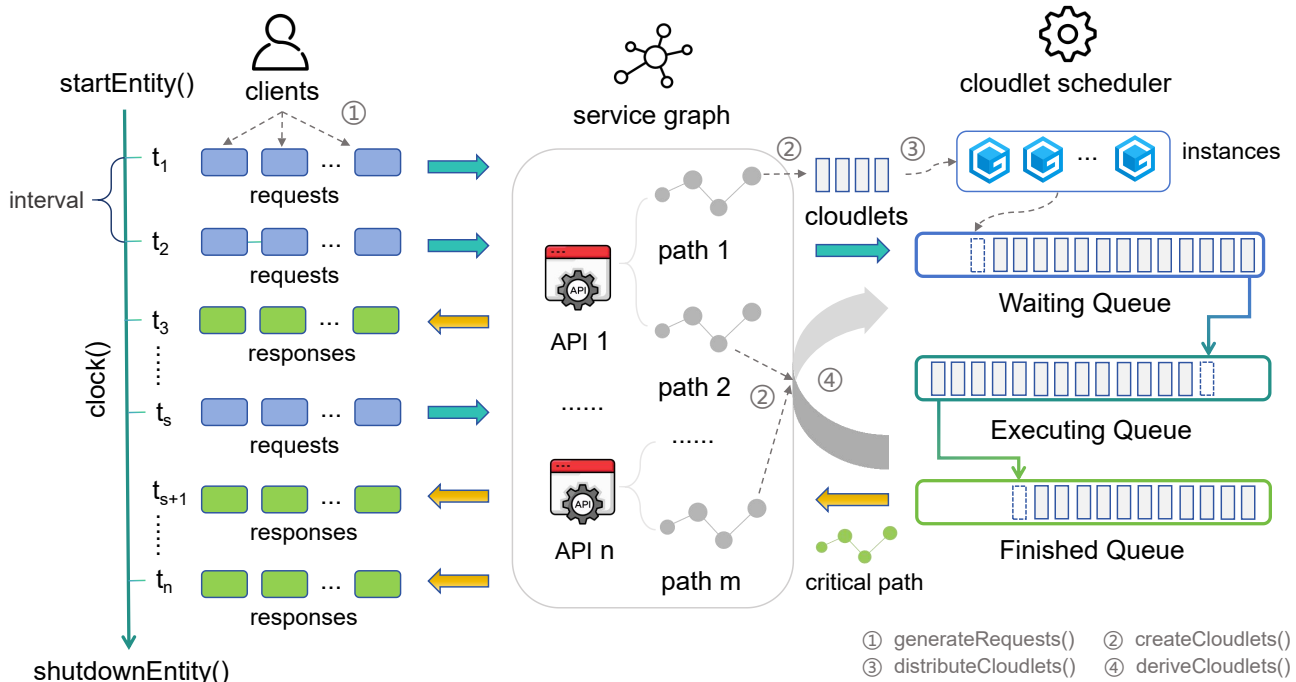 startEntity()
clients
①
service graph
cloudlet scheduler
t1
requests
interval
t2
requests
t3
responses
......
clock()
ts
requests
ts+1
responses
......
tn
responses
shutdownEntity()
path 1
API
API 1
path 2
②
......
......
API
API n
path m
②
cloudlets
③
...
instances
Waiting Queue
④
Executing Queue
Finished Queue
critical path
① generateRequests() ② createCloudlets()
③ distributeCloudlets() ④ deriveCloudlets()